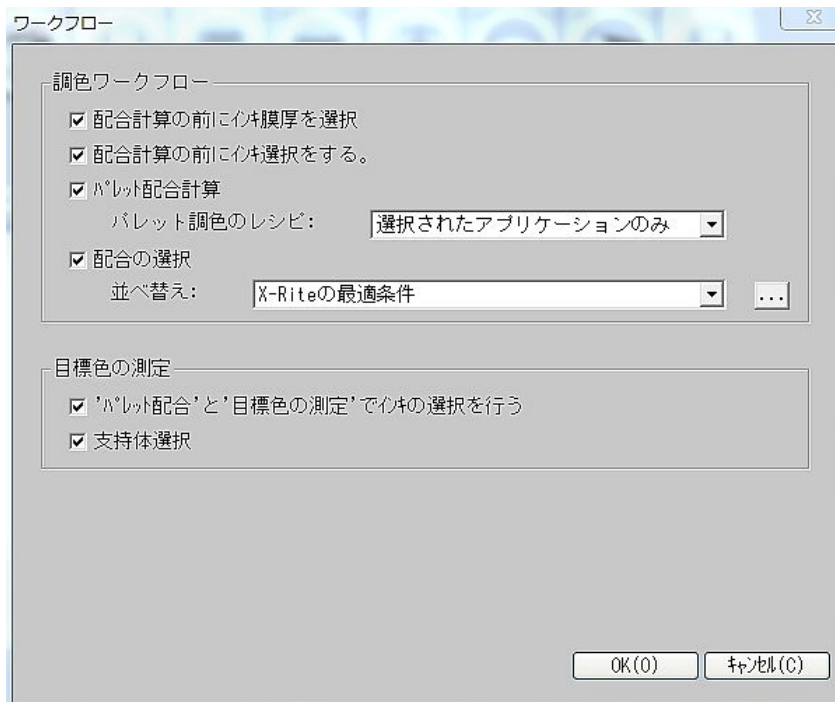 ワークフロー
調色ワークフロー
配合計算の前にｲﾝｷ膜厚を選択
配合計算の前にｲﾝｷ選択をする。
ﾊﾟﾚｯﾄ配合計算
パレット調色のレシピ:
選択されたアプリケーションのみ
配合の選択
並べ替え:
X-Riteの最適条件
...
目標色の測定
'ﾊﾟﾚｯﾄ配合'と'目標色の測定'でｲﾝｷの選択を行う
支持体選択
OK(O)
ｷｬﾝｾﾙ(C)